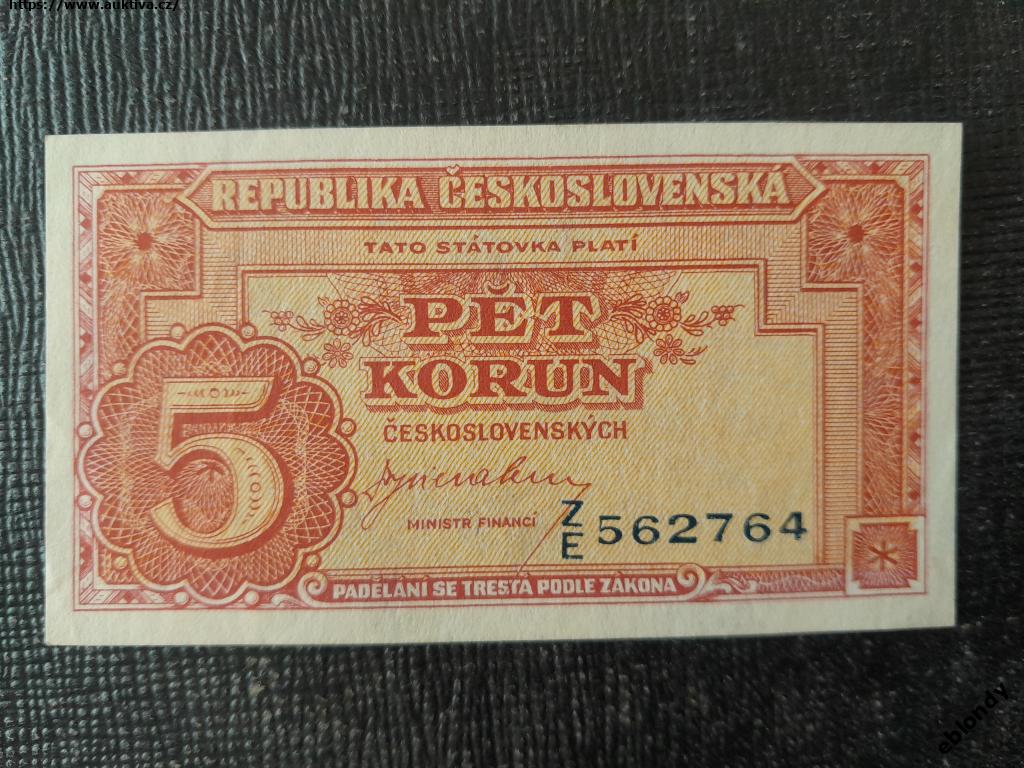 https://www.auktiva.cz/
REPUBLIKA ČESKOSLOVENSKÁ
TATO STÁTOVKA PLATÍ
PĚT
KORUN
ČESKOSLOVENSKÝCH
5
MINISTR FINANCÍ
Z
E 562764
PADĚLÁNÍ SE TRESTÁ PODLE ZÁKONA
eblondy